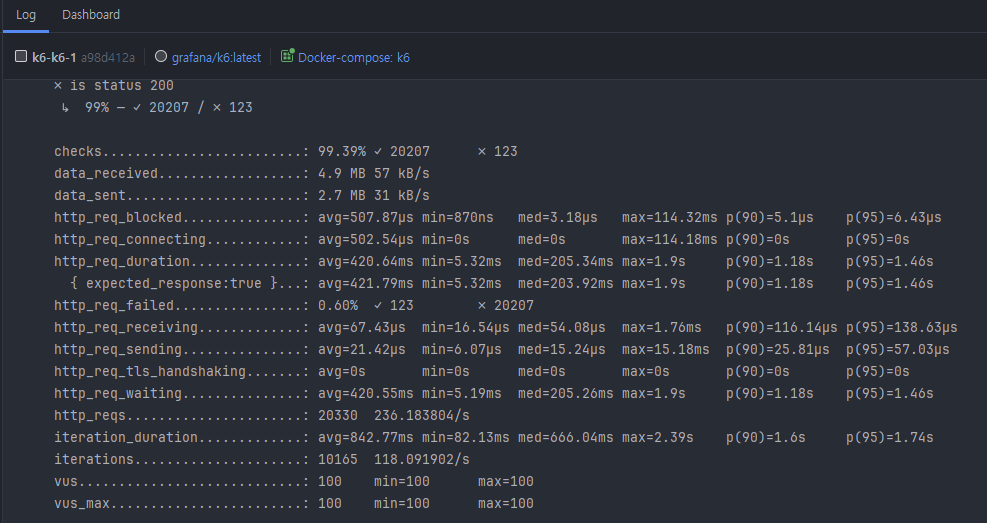 Log Dashboard
k6-k6-1 a98d412a grafana/k6:latest Docker-compose: k6
✗ is status 200
↳ 99% — ✓ 20207 / ✗ 123
checks.........................: 99.39% ✓ 20207 ✗ 123
data_received..................: 4.9 MB 57 kB/s
data_sent......................: 2.7 MB 31 kB/s
http_req_blocked...............: avg=507.87µs min=870ns med=3.18µs max=114.32ms p(90)=5.1µs p(95)=6.43µs
http_req_connecting............: avg=502.54µs min=0s med=0s max=114.18ms p(90)=0s p(95)=0s
http_req_duration..............: avg=420.64ms min=5.32ms med=205.34ms max=1.9s p(90)=1.18s p(95)=1.46s
{ expected_response:true }...: avg=421.79ms min=5.32ms med=203.92ms max=1.9s p(90)=1.18s p(95)=1.46s
http_req_failed................: 0.60% ✓ 123 ✗ 20207
http_req_receiving.............: avg=67.43µs min=16.54µs med=54.08µs max=1.76ms p(90)=116.14µs p(95)=138.63µs
http_req_sending...............: avg=21.42µs min=6.07µs med=15.24µs max=15.18ms p(90)=25.81µs p(95)=57.03µs
http_req_tls_handshaking.......: avg=0s min=0s med=0s max=0s p(90)=0s p(95)=0s
http_req_waiting...............: avg=420.55ms min=5.19ms med=205.26ms max=1.9s p(90)=1.18s p(95)=1.46s
http_reqs......................: 20330 236.183804/s
iteration_duration.............: avg=842.77ms min=82.13ms med=666.04ms max=2.39s p(90)=1.6s p(95)=1.74s
iterations.....................: 10165 118.091902/s
vus............................: 100 min=100 max=100
vus_max........................: 100 min=100 max=100